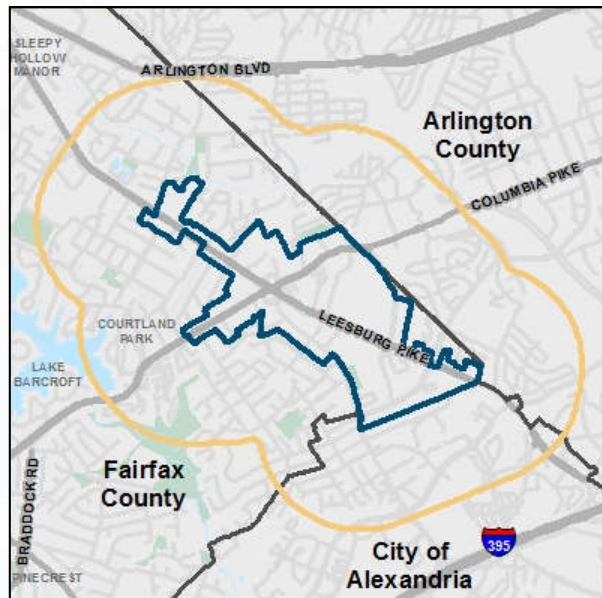 SLEEPY
HOLLOW
MANOR
ARLINGTON BLVD
Arlington
County
COLUMBIA PIKE
COURTLAND
PARK
LEESBURG PIKE
LAKE
BARCROFT
BRADDOCK RD
Fairfax
County
395
City of
Alexandria
PINECREST